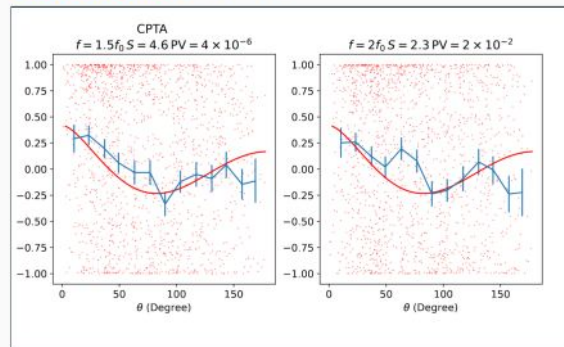 CPTA
f = 1.5f₀ S = 4.6 PV = 4 × 10⁻⁶
1.00
0.75
0.50
0.25
0.00
−0.25
−0.50
−0.75
−1.00
0 50 100 150
θ (Degree)
f = 2f₀ S = 2.3 PV = 2 × 10⁻²
1.00
0.75
0.50
0.25
0.00
−0.25
−0.50
−0.75
−1.00
0 50 100 150
θ (Degree)